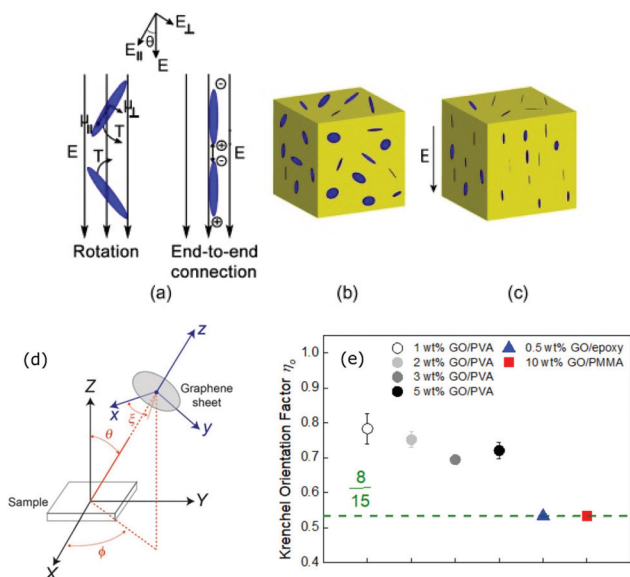 E∥ θ E⊥
E
μ∥ μ⊥
T
E
T
E
Rotation
End-to-end
connection
(a)
(b)
E
(c)
(d)
z
Graphene
sheet
x
ξ
y
Z
θ
Sample
Y
ϕ
X
(e)
1 wt% GO/PVA
2 wt% GO/PVA
3 wt% GO/PVA
5 wt% GO/PVA
0.5 wt% GO/epoxy
10 wt% GO/PMMA
Krenchel Orientation Factor ηo
1.0
0.9
0.8
0.7
0.6
0.5
0.4
8
15